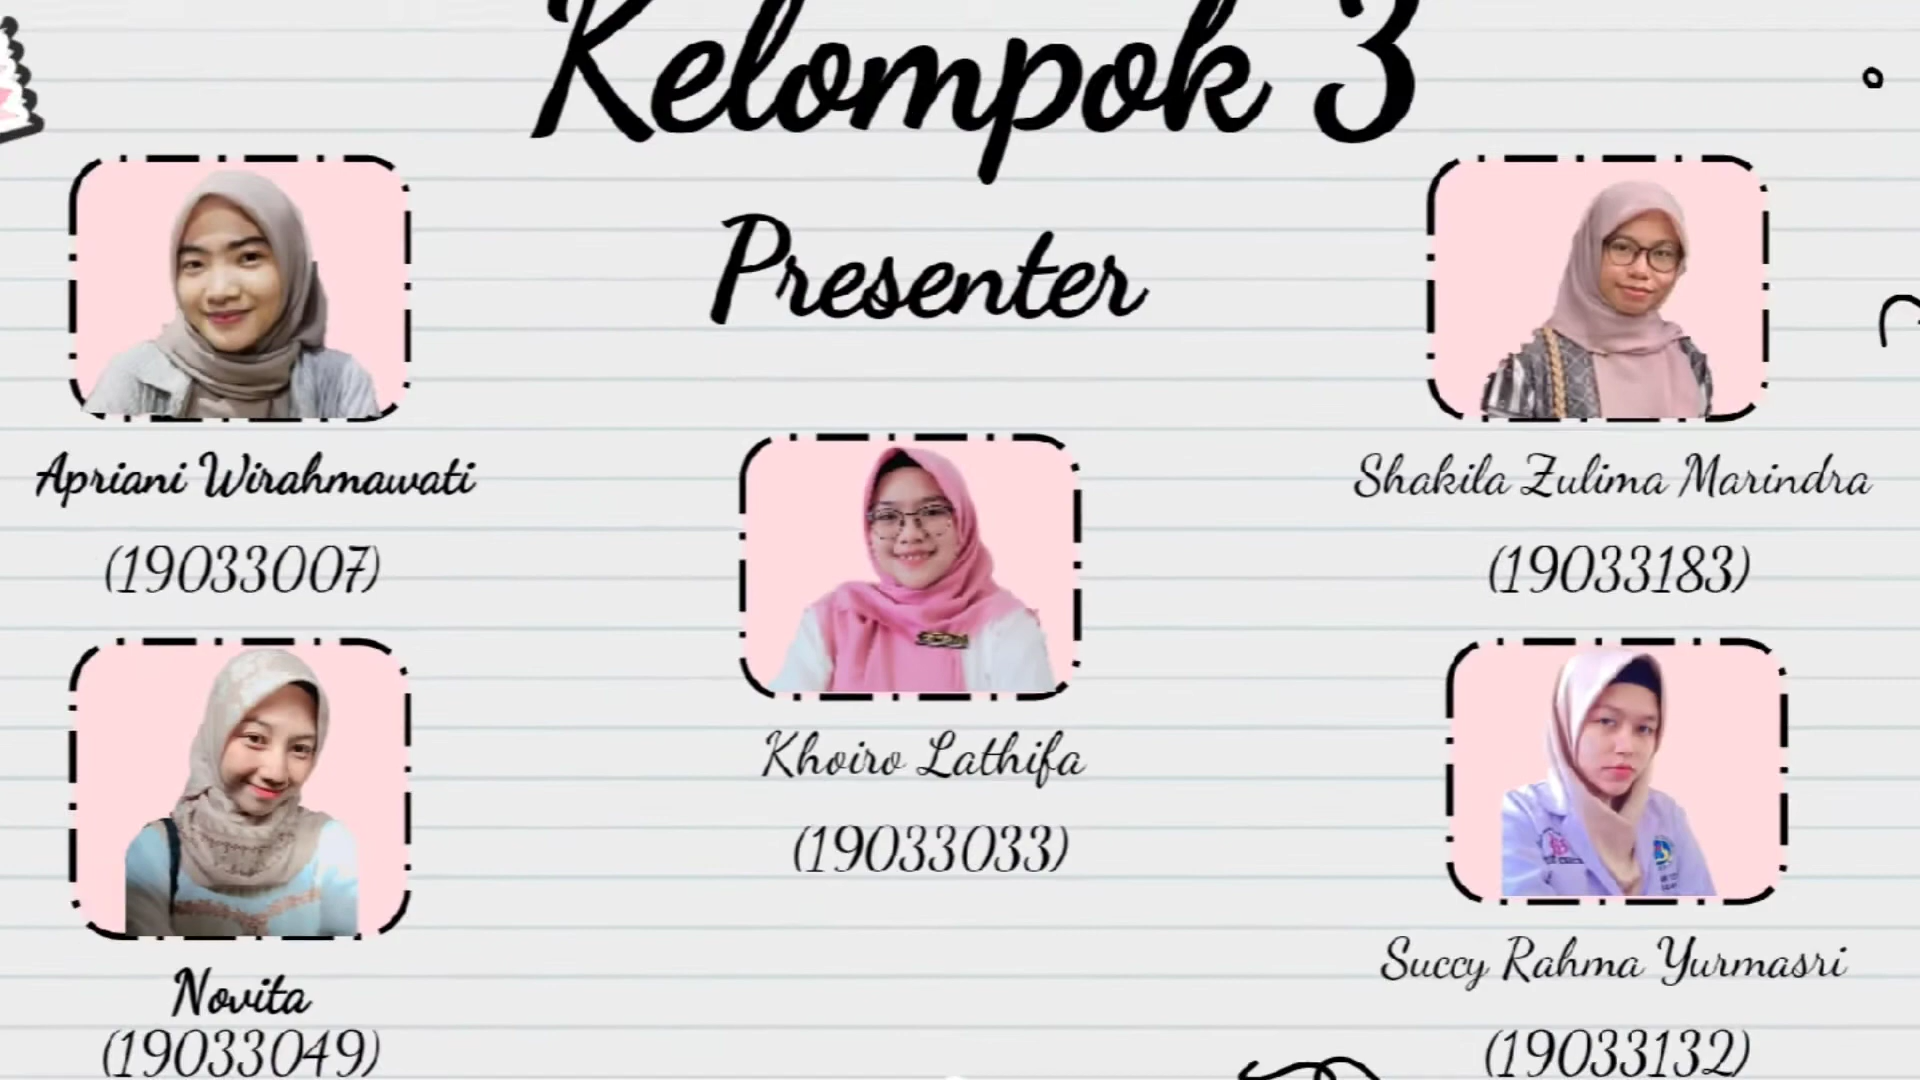 Kelompok 3
Presenter
Apriani Wirahmawati
(19033007)
Shakila Zulima Marindra
(19033183)
Khoiro Lathifa
(19033033)
Novita
(19033049)
Succy Rahma Yurmasri
(19033132)